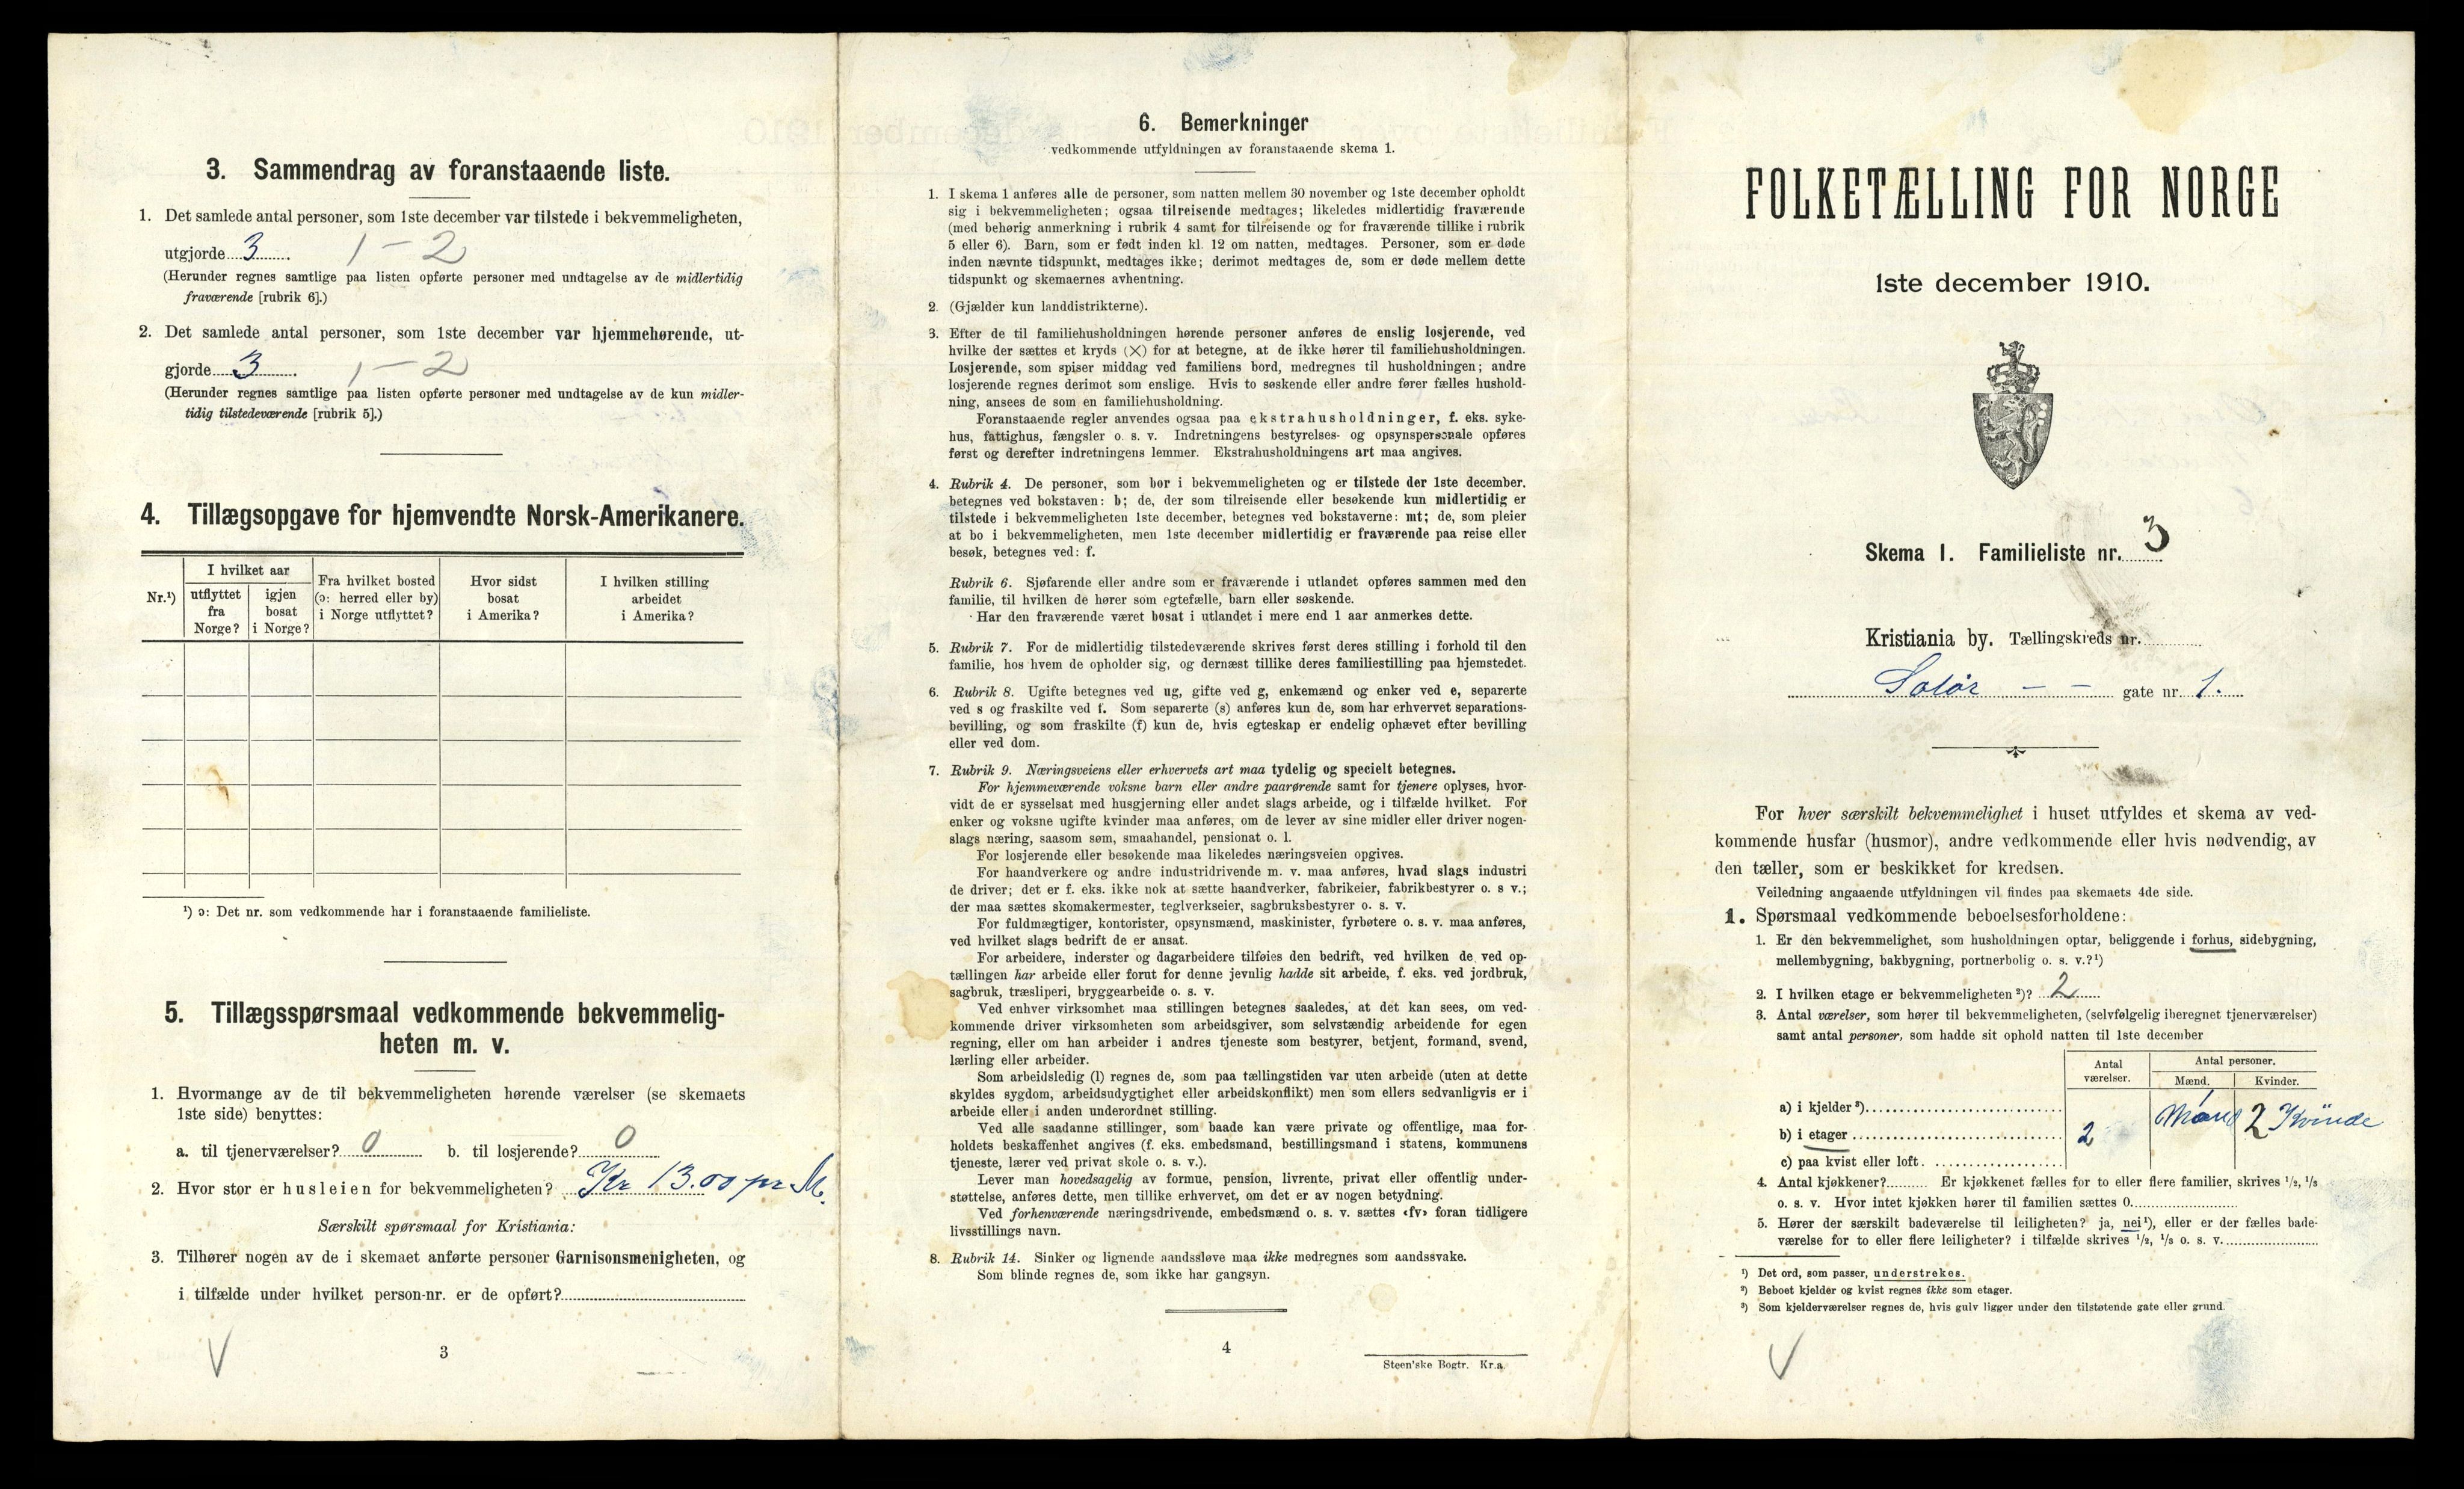 3. Sammendrag av foranstaaende liste.
1. Det samlede antal personer, som 1ste december var tilstede i bekvemmeligheten,
utgjorde 3. 1 – 2
(Herunder regnes samtlige paa listen opførte personer med undtagelse av de midlertidig
fraværende [rubrik 6].)
2. Det samlede antal personer, som 1ste december var hjemmehørende, ut-
gjorde 3. 1 – 2
(Herunder regnes samtlige paa listen opførte personer med undtagelse av de kun midler-
tidig tilstedeværende [rubrik 5].)
4. Tillægsopgave for hjemvendte Norsk-Amerikanere.
Nr.¹)
I hvilket aar
utflyttet fra Norge?
igjen bosat i Norge?
Fra hvilket bosted (ɔ: herred eller by) i Norge utflyttet?
Hvor sidst bosat i Amerika?
I hvilken stilling arbeidet i Amerika?
¹) ɔ: Det nr. som vedkommende har i foranstaaende familieliste.
5. Tillægsspørsmaal vedkommende bekvemmelig-
heten m. v.
1. Hvormange av de til bekvemmeligheten hørende værelser (se skemaets
1ste side) benyttes:
a. til tjenerværelser? 0 b. til losjerende? 0
2. Hvor stor er husleien for bekvemmeligheten? Kr 13.00 pr M.
Særskilt spørsmaal for Kristiania:
3. Tilhører nogen av de i skemaet anførte personer Garnisonsmenigheten, og
i tilfælde under hvilket person-nr. er de opført?
V
3
6. Bemerkninger
vedkommende utfyldningen av foranstaaende skema 1.
1. I skema 1 anføres alle de personer, som natten mellem 30 november og 1ste december opholdt
sig i bekvemmeligheten; ogsaa tilreisende medtages; likeledes midlertidig fraværende
(med behørig anmerkning i rubrik 4 samt for tilreisende og for fraværende tillike i rubrik
5 eller 6). Barn, som er født inden kl. 12 om natten, medtages. Personer, som er døde
inden nævnte tidspunkt, medtages ikke; derimot medtages de, som er døde mellem dette
tidspunkt og skemaernes avhentning.
2. (Gjælder kun landdistrikterne).
3. Efter de til familiehusholdningen hørende personer anføres de enslig losjerende, ved
hvilke der sættes et kryds (×) for at betegne, at de ikke hører til familiehusholdningen.
Losjerende, som spiser middag ved familiens bord, medregnes til husholdningen; andre
losjerende regnes derimot som enslige. Hvis to søskende eller andre fører fælles hushold-
ning, ansees de som en familiehusholdning.
Foranstaaende regler anvendes ogsaa paa ekstrahusholdninger, f. eks. syke-
hus, fattighus, fængsler o. s. v. Indretningens bestyrelses- og opsynspersonale opføres
først og derefter indretningens lemmer. Ekstrahusholdningens art maa angives.
4. Rubrik 4. De personer, som bor i bekvemmeligheten og er tilstede der 1ste december,
betegnes ved bokstaven: b; de, der som tilreisende eller besøkende kun midlertidig er
tilstede i bekvemmeligheten 1ste december, betegnes ved bokstaverne: mt; de, som pleier
at bo i bekvemmeligheten, men 1ste december midlertidig er fraværende paa reise eller
besøk, betegnes ved: f.
Rubrik 6. Sjøfarende eller andre som er fraværende i utlandet opføres sammen med den
familie, til hvilken de hører som egtefælle, barn eller søskende.
Har den fraværende været bosat i utlandet i mere end 1 aar anmerkes dette.
5. Rubrik 7. For de midlertidig tilstedeværende skrives først deres stilling i forhold til den
familie, hos hvem de opholder sig, og dernæst tillike deres familiestilling paa hjemstedet.
6. Rubrik 8. Ugifte betegnes ved ug, gifte ved g, enkemænd og enker ved e, separerte
ved s og fraskilte ved f. Som separerte (s) anføres kun de, som har erhvervet separations-
bevilling, og som fraskilte (f) kun de, hvis egteskap er endelig ophævet efter bevilling
eller ved dom.
7. Rubrik 9. Næringsveiens eller erhvervets art maa tydelig og specielt betegnes.
For hjemmeværende voksne barn eller andre paarørende samt for tjenere oplyses, hvor-
vidt de er sysselsat med husgjerning eller andet slags arbeide, og i tilfælde hvilket. For
enker og voksne ugifte kvinder maa anføres, om de lever av sine midler eller driver nogen-
slags næring, saasom søm, smaahandel, pensionat o. l.
For losjerende eller besøkende maa likeledes næringsveien opgives.
For haandverkere og andre industridrivende m. v. maa anføres, hvad slags industri
de driver; det er f. eks. ikke nok at sætte haandverker, fabrikeier, fabrikbestyrer o. s v.;
der maa sættes skomakermester, teglverkseier, sagbruksbestyrer o. s. v.
For fuldmægtiger, kontorister, opsynsmænd, maskinister, fyrbøtere o. s. v. maa anføres,
ved hvilket slags bedrift de er ansat.
For arbeidere, inderster og dagarbeidere tilføies den bedrift, ved hvilken de ved op-
tællingen har arbeide eller forut for denne jevnlig hadde sit arbeide, f. eks. ved jordbruk,
sagbruk, træsliperi, bryggearbeide o. s. v.
Ved enhver virksomhet maa stillingen betegnes saaledes, at det kan sees, om ved-
kommende driver virksomheten som arbeidsgiver, som selvstændig arbeidende for egen
regning, eller om han arbeider i andres tjeneste som bestyrer, betjent, formand, svend,
lærling eller arbeider.
Som arbeidsledig (l) regnes de, som paa tællingstiden var uten arbeide (uten at dette
skyldes sygdom, arbeidsudygtighet eller arbeidskonflikt) men som ellers sedvanligvis er i
arbeide eller i anden underordnet stilling.
Ved alle saadanne stillinger, som baade kan være private og offentlige, maa for-
holdets beskaffenhet angives (f. eks. embedsmand, bestillingsmand i statens, kommunens
tjeneste, lærer ved privat skole o. s. v.).
Lever man hovedsagelig av formue, pension, livrente, privat eller offentlig under-
støttelse, anføres dette, men tillike erhvervet, om det er av nogen betydning.
Ved forhenværende næringsdrivende, embedsmænd o. s. v. sættes «fv» foran tidligere
livsstillings navn.
8. Rubrik 14. Sinker og lignende aandssløve maa ikke medregnes som aandssvake.
Som blinde regnes de, som ikke har gangsyn.
4
Steen'ske Bogtr. Kr.a.
FOLKETÆLLING FOR NORGE
1ste december 1910.
Skema 1. Familieliste nr. 3
Kristiania by. Tællingskreds nr.
Solør – – gate nr. 1.
For hver særskilt bekvemmelighet i huset utfyldes et skema av ved-
kommende husfar (husmor), andre vedkommende eller hvis nødvendig, av
den tæller, som er beskikket for kredsen.
Veiledning angaaende utfyldningen vil findes paa skemaets 4de side.
1. Spørsmaal vedkommende beboelsesforholdene:
1. Er den bekvemmelighet, som husholdningen optar, beliggende i forhus, sidebygning,
mellembygning, bakbygning, portnerbolig o. s. v.?¹)
2. I hvilken etage er bekvemmeligheten²)? 2
3. Antal værelser, som hører til bekvemmeligheten, (selvfølgelig iberegnet tjenerværelser)
samt antal personer, som hadde sit ophold natten til 1ste december
Antal værelser.
Antal personer.
Mænd. Kvinder.
a) i kjelder³)
b) i etager 2 Mand 2 Kvinde
c) paa kvist eller loft.
4. Antal kjøkkener? Er kjøkkenet fælles for to eller flere familier, skrives ¹/₂, ¹/₃
o. s. v. Hvor intet kjøkken hører til familien sættes 0.
5. Hører der særskilt badeværelse til leiligheten? ja, nei¹), eller er der fælles bade-
værelse for to eller flere leiligheter? i tilfælde skrives ¹/₂, ¹/₃ o. s. v.
¹) Det ord, som passer, understrekes.
²) Beboet kjelder og kvist regnes ikke som etager.
³) Som kjelderværelser regnes de, hvis gulv ligger under den tilstøtende gate eller grund.
V